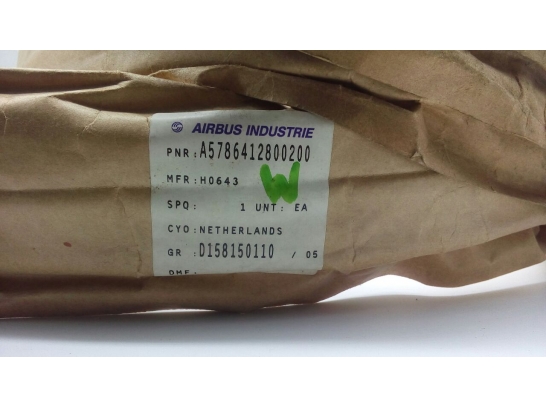 AIRBUS INDUSTRIE
PNR: A5786412800200
MFR: H0643
W
SPQ: 1 UNT: EA
CYO: NETHERLANDS
GR : D158150110 / 05